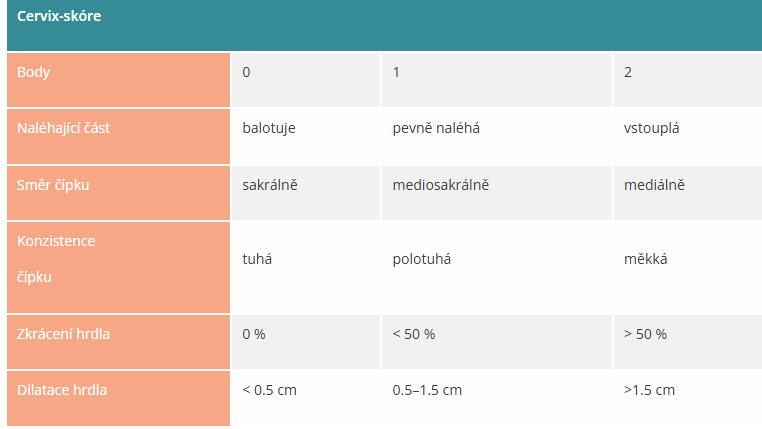 Cervix-skóre
Body 0 1 2
Naléhající část balotuje pevně naléhá vstouplá
Směr čípku sakrálně mediosakrálně mediálně
Konzistence
čípku tuhá polotuhá měkká
Zkrácení hrdla 0 % < 50 % > 50 %
Dilatace hrdla < 0.5 cm 0.5–1.5 cm >1.5 cm